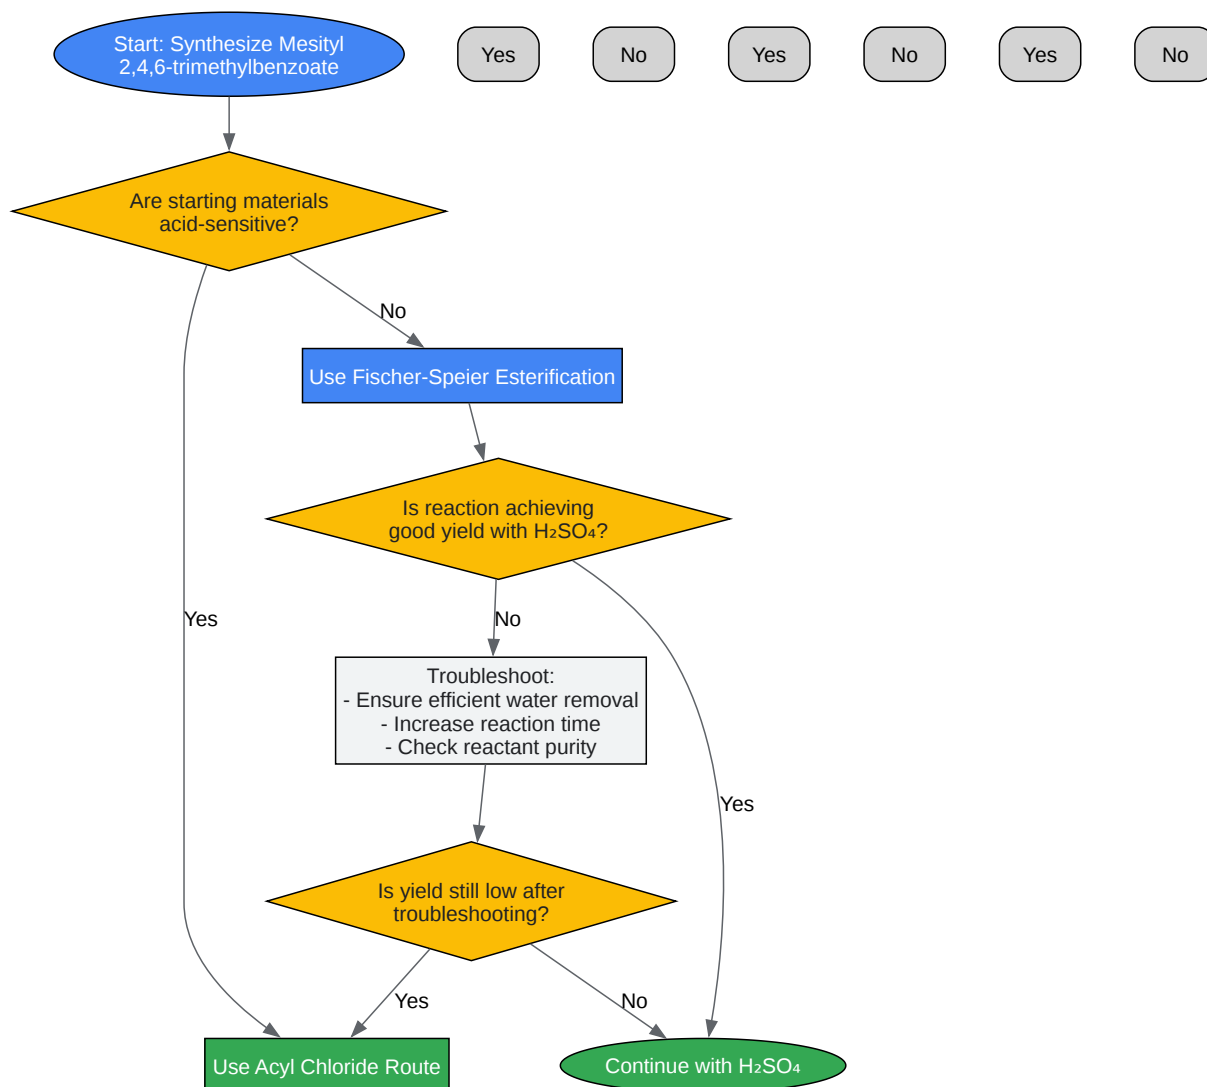 Start: Synthesize Mesityl
2,4,6-trimethylbenzoate
Yes
No
Yes
No
Yes
No
Are starting materials
acid-sensitive?
No
Use Fischer-Speier Esterification
Is reaction achieving
good yield with H₂SO₄?
Yes
No
Troubleshoot:
- Ensure efficient water removal
- Increase reaction time
- Check reactant purity
Yes
Is yield still low after
troubleshooting?
Yes
No
Use Acyl Chloride Route
Continue with H₂SO₄